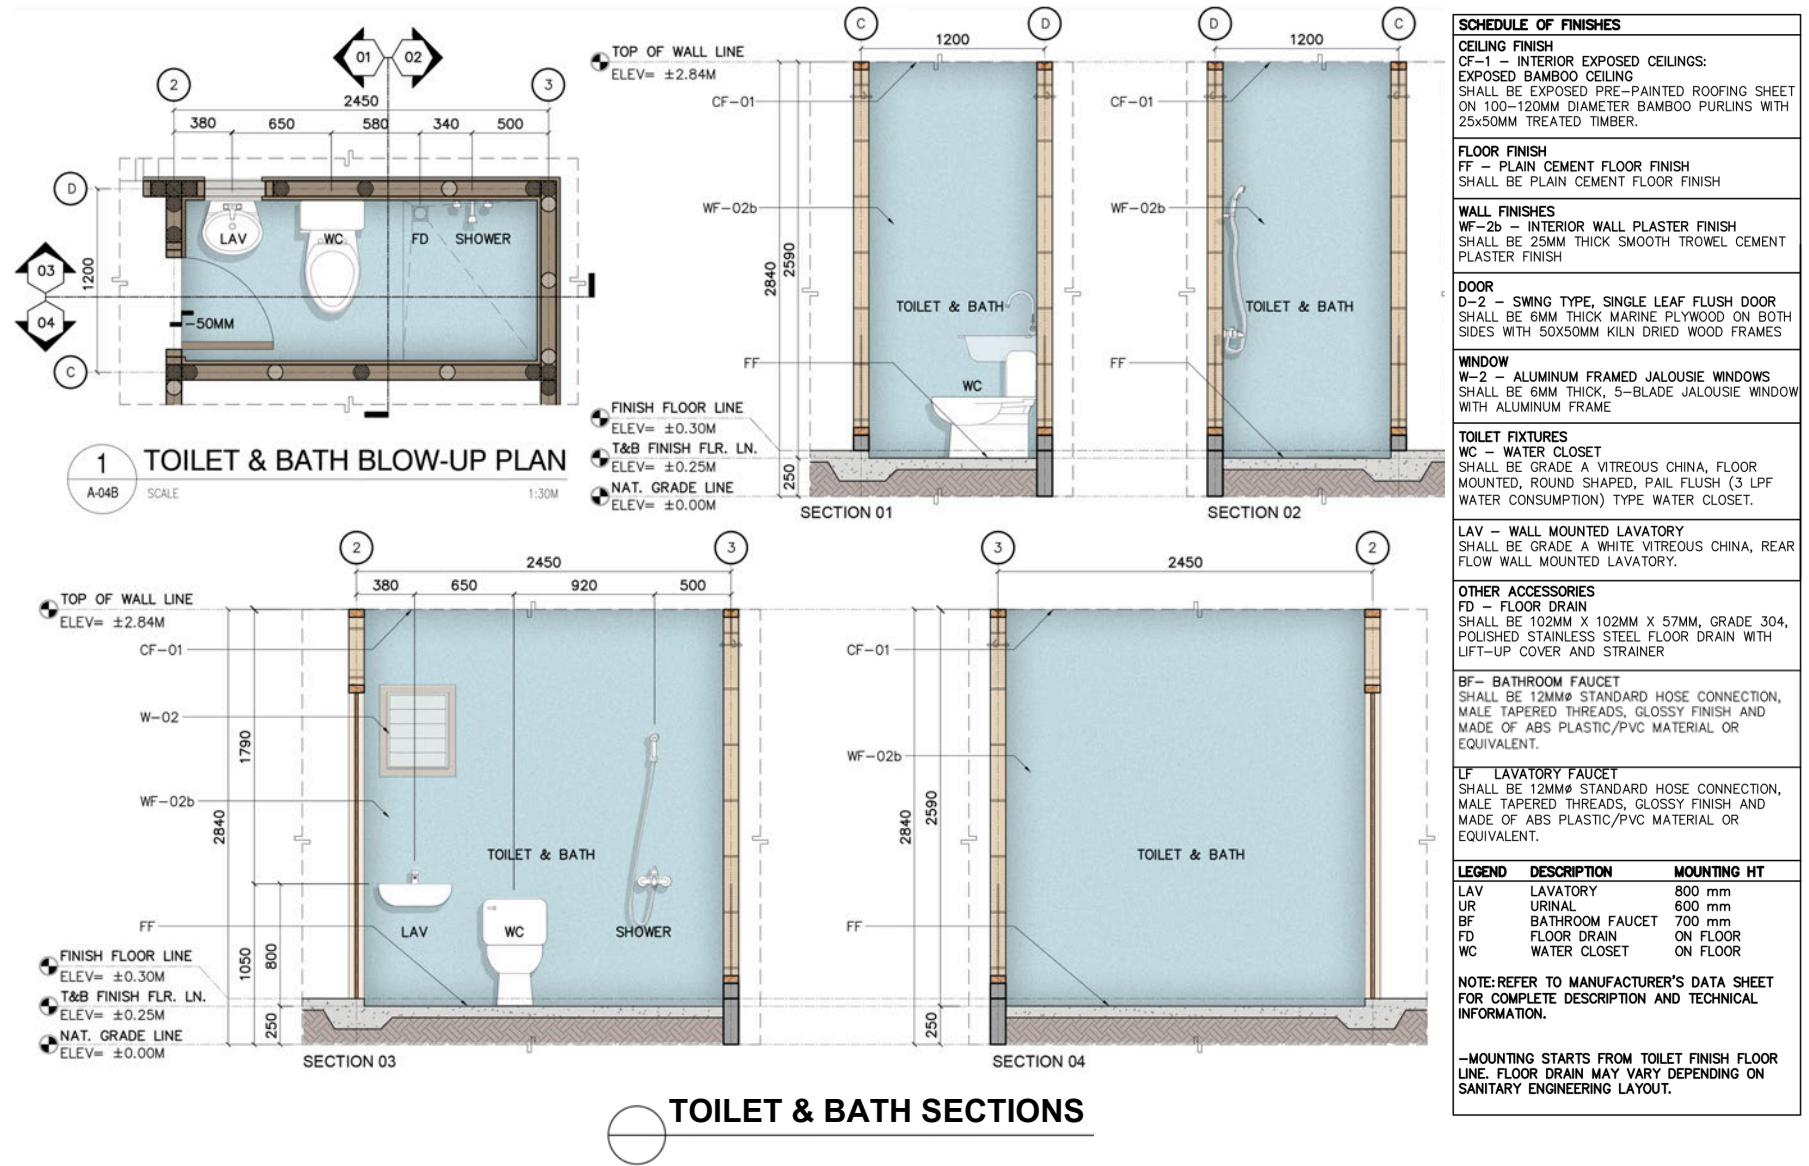 01
02
2
3
2450
380
650
580
340
500
D
C
1200
03
04
LAV
WC
FD
SHOWER
-50MM
1
A-04B
TOILET & BATH BLOW-UP PLAN
SCALE
1:30M
C
D
1200
TOP OF WALL LINE
ELEV= ±2.84M
CF-01
WF-02b
2840
2590
TOILET & BATH
FF
WC
FINISH FLOOR LINE
ELEV= ±0.30M
T&B FINISH FLR. LN.
ELEV= ±0.25M
NAT. GRADE LINE
ELEV= ±0.00M
250
SECTION 01
D
C
1200
CF-01
WF-02b
TOILET & BATH
FF
SECTION 02
2
3
2450
380
650
920
500
TOP OF WALL LINE
ELEV= ±2.84M
CF-01
W-02
1790
WF-02b
2840
TOILET & BATH
FF
LAV
WC
SHOWER
FINISH FLOOR LINE
ELEV= ±0.30M
T&B FINISH FLR. LN.
ELEV= ±0.25M
NAT. GRADE LINE
ELEV= ±0.00M
1050
800
250
SECTION 03
3
2
2450
CF-01
WF-02b
2840
2590
TOILET & BATH
FF
250
SECTION 04
TOILET & BATH SECTIONS
SCHEDULE OF FINISHES
CEILING FINISH
CF-1 - INTERIOR EXPOSED CEILINGS:
EXPOSED BAMBOO CEILING
SHALL BE EXPOSED PRE-PAINTED ROOFING SHEET
ON 100-120MM DIAMETER BAMBOO PURLINS WITH
25x50MM TREATED TIMBER.
FLOOR FINISH
FF - PLAIN CEMENT FLOOR FINISH
SHALL BE PLAIN CEMENT FLOOR FINISH
WALL FINISHES
WF-2b - INTERIOR WALL PLASTER FINISH
SHALL BE 25MM THICK SMOOTH TROWEL CEMENT
PLASTER FINISH
DOOR
D-2 - SWING TYPE, SINGLE LEAF FLUSH DOOR
SHALL BE 6MM THICK MARINE PLYWOOD ON BOTH
SIDES WITH 50X50MM KILN DRIED WOOD FRAMES
WINDOW
W-2 - ALUMINUM FRAMED JALOUSIE WINDOWS
SHALL BE 6MM THICK, 5-BLADE JALOUSIE WINDOW
WITH ALUMINUM FRAME
TOILET FIXTURES
WC - WATER CLOSET
SHALL BE GRADE A VITREOUS CHINA, FLOOR
MOUNTED, ROUND SHAPED, PAIL FLUSH (3 LPF
WATER CONSUMPTION) TYPE WATER CLOSET.
LAV - WALL MOUNTED LAVATORY
SHALL BE GRADE A WHITE VITREOUS CHINA, REAR
FLOW WALL MOUNTED LAVATORY.
OTHER ACCESSORIES
FD - FLOOR DRAIN
SHALL BE 102MM X 102MM X 57MM, GRADE 304,
POLISHED STAINLESS STEEL FLOOR DRAIN WITH
LIFT-UP COVER AND STRAINER
BF- BATHROOM FAUCET
SHALL BE 12MMø STANDARD HOSE CONNECTION,
MALE TAPERED THREADS, GLOSSY FINISH AND
MADE OF ABS PLASTIC/PVC MATERIAL OR
EQUIVALENT.
LF LAVATORY FAUCET
SHALL BE 12MMø STANDARD HOSE CONNECTION,
MALE TAPERED THREADS, GLOSSY FINISH AND
MADE OF ABS PLASTIC/PVC MATERIAL OR
EQUIVALENT.
LEGEND DESCRIPTION MOUNTING HT
LAV LAVATORY 800 mm
UR URINAL 600 mm
BF BATHROOM FAUCET 700 mm
FD FLOOR DRAIN ON FLOOR
WC WATER CLOSET ON FLOOR
NOTE:REFER TO MANUFACTURER'S DATA SHEET
FOR COMPLETE DESCRIPTION AND TECHNICAL
INFORMATION.
-MOUNTING STARTS FROM TOILET FINISH FLOOR
LINE. FLOOR DRAIN MAY VARY DEPENDING ON
SANITARY ENGINEERING LAYOUT.